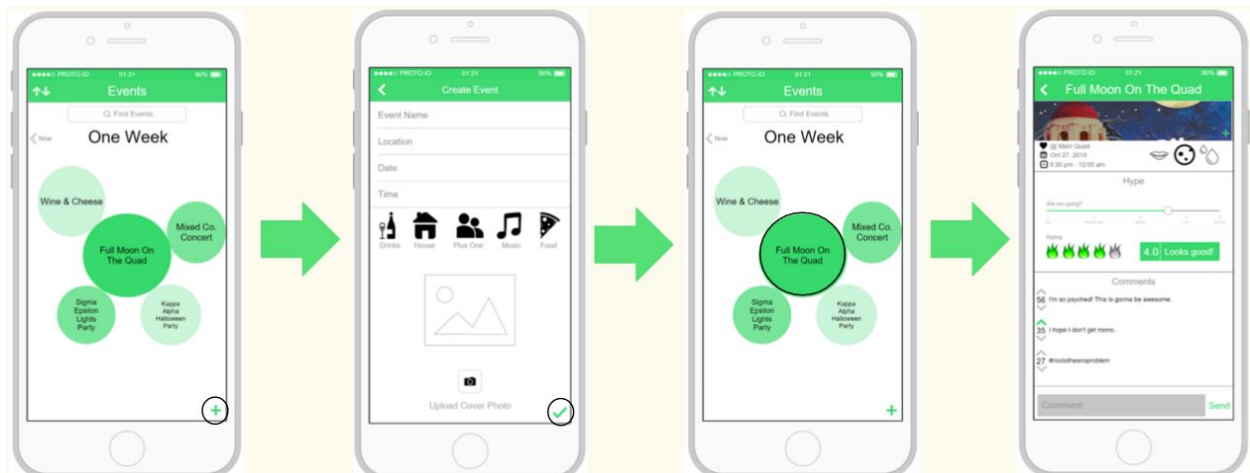 PROTO.IO 01:21 90%
Events
Find Events
Now
One Week
Wine & Cheese
Mixed Co.
Concert
Full Moon On
The Quad
Sigma
Epsilon
Lights
Party
Kappa
Alpha
Halloween
Party
+
PROTO.IO 01:21 90%
Create Event
Event Name
Location
Date
Time
Drinks House Plus One Music Food
Upload Cover Photo
PROTO.IO 01:21 90%
Events
Find Events
Now
One Week
Wine & Cheese
Mixed Co.
Concert
Full Moon On
The Quad
Sigma
Epsilon
Lights
Party
Kappa
Alpha
Halloween
Party
+
PROTO.IO 01:21 90%
Full Moon On The Quad
+
@ Main Quad
Oct 27, 2015
9:30 pm - 12:00 am
Hype
Are you going?
Rating
4.0 Looks good!
Comments
56 I'm so psyched! This is gonna be awesome.
35 I hope I don't get mono...
27 #noclothesnoproblem
Comment Send